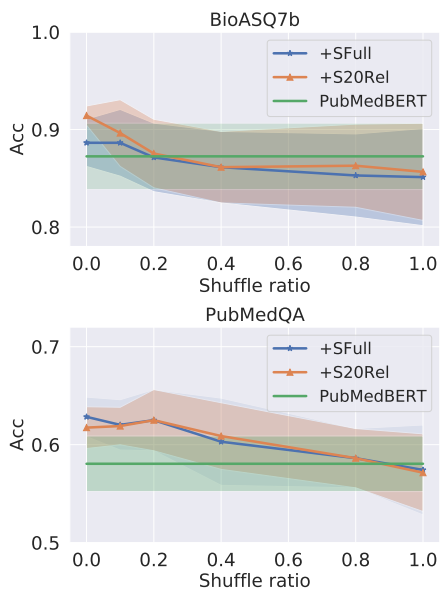 BioASQ7b
1.0
0.9
0.8
Acc
+SFull
+S20Rel
PubMedBERT
0.0 0.2 0.4 0.6 0.8 1.0
Shuffle ratio
PubMedQA
0.7
0.6
0.5
Acc
+SFull
+S20Rel
PubMedBERT
0.0 0.2 0.4 0.6 0.8 1.0
Shuffle ratio